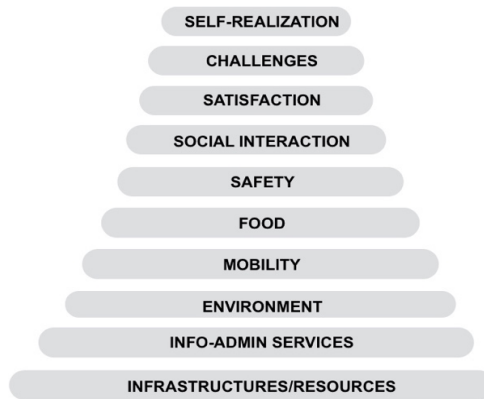 SELF-REALIZATION
CHALLENGES
SATISFACTION
SOCIAL INTERACTION
SAFETY
FOOD
MOBILITY
ENVIRONMENT
INFO-ADMIN SERVICES
INFRASTRUCTURES/RESOURCES